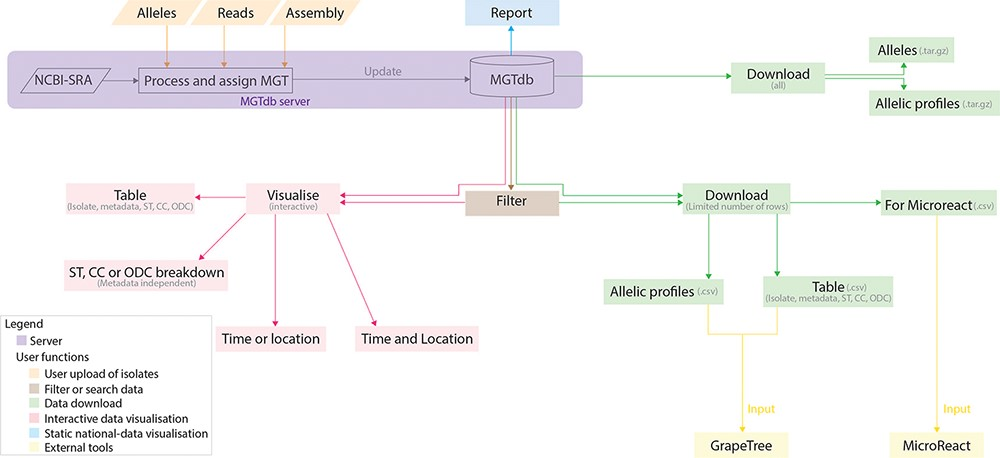 Alleles
Reads
Assembly
Report
NCBI-SRA
Process and assign MGT
Update
MGTdb
MGTdb server
Download
(all)
Alleles (.tar.gz)
Allelic profiles (.tar.gz)
Table
(Isolate, metadata, ST, CC, ODC)
Visualise
(interactive)
Filter
Download
(Limited number of rows)
For Microreact (.csv)
ST, CC or ODC breakdown
(Metadata independent)
Allelic profiles (.csv)
Table (.csv)
(Isolate, metadata, ST, CC, ODC)
Time or location
Time and Location
Input
Input
GrapeTree
MicroReact
Legend
Server
User functions
User upload of isolates
Filter or search data
Data download
Interactive data visualisation
Static national-data visualisation
External tools